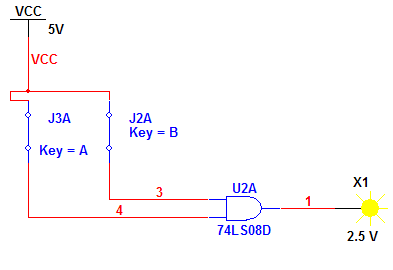 VCC
5V
VCC
J3A
J2A
Key = A
Key = B
3
U2A
4
1
X1
74LS08D
2.5 V